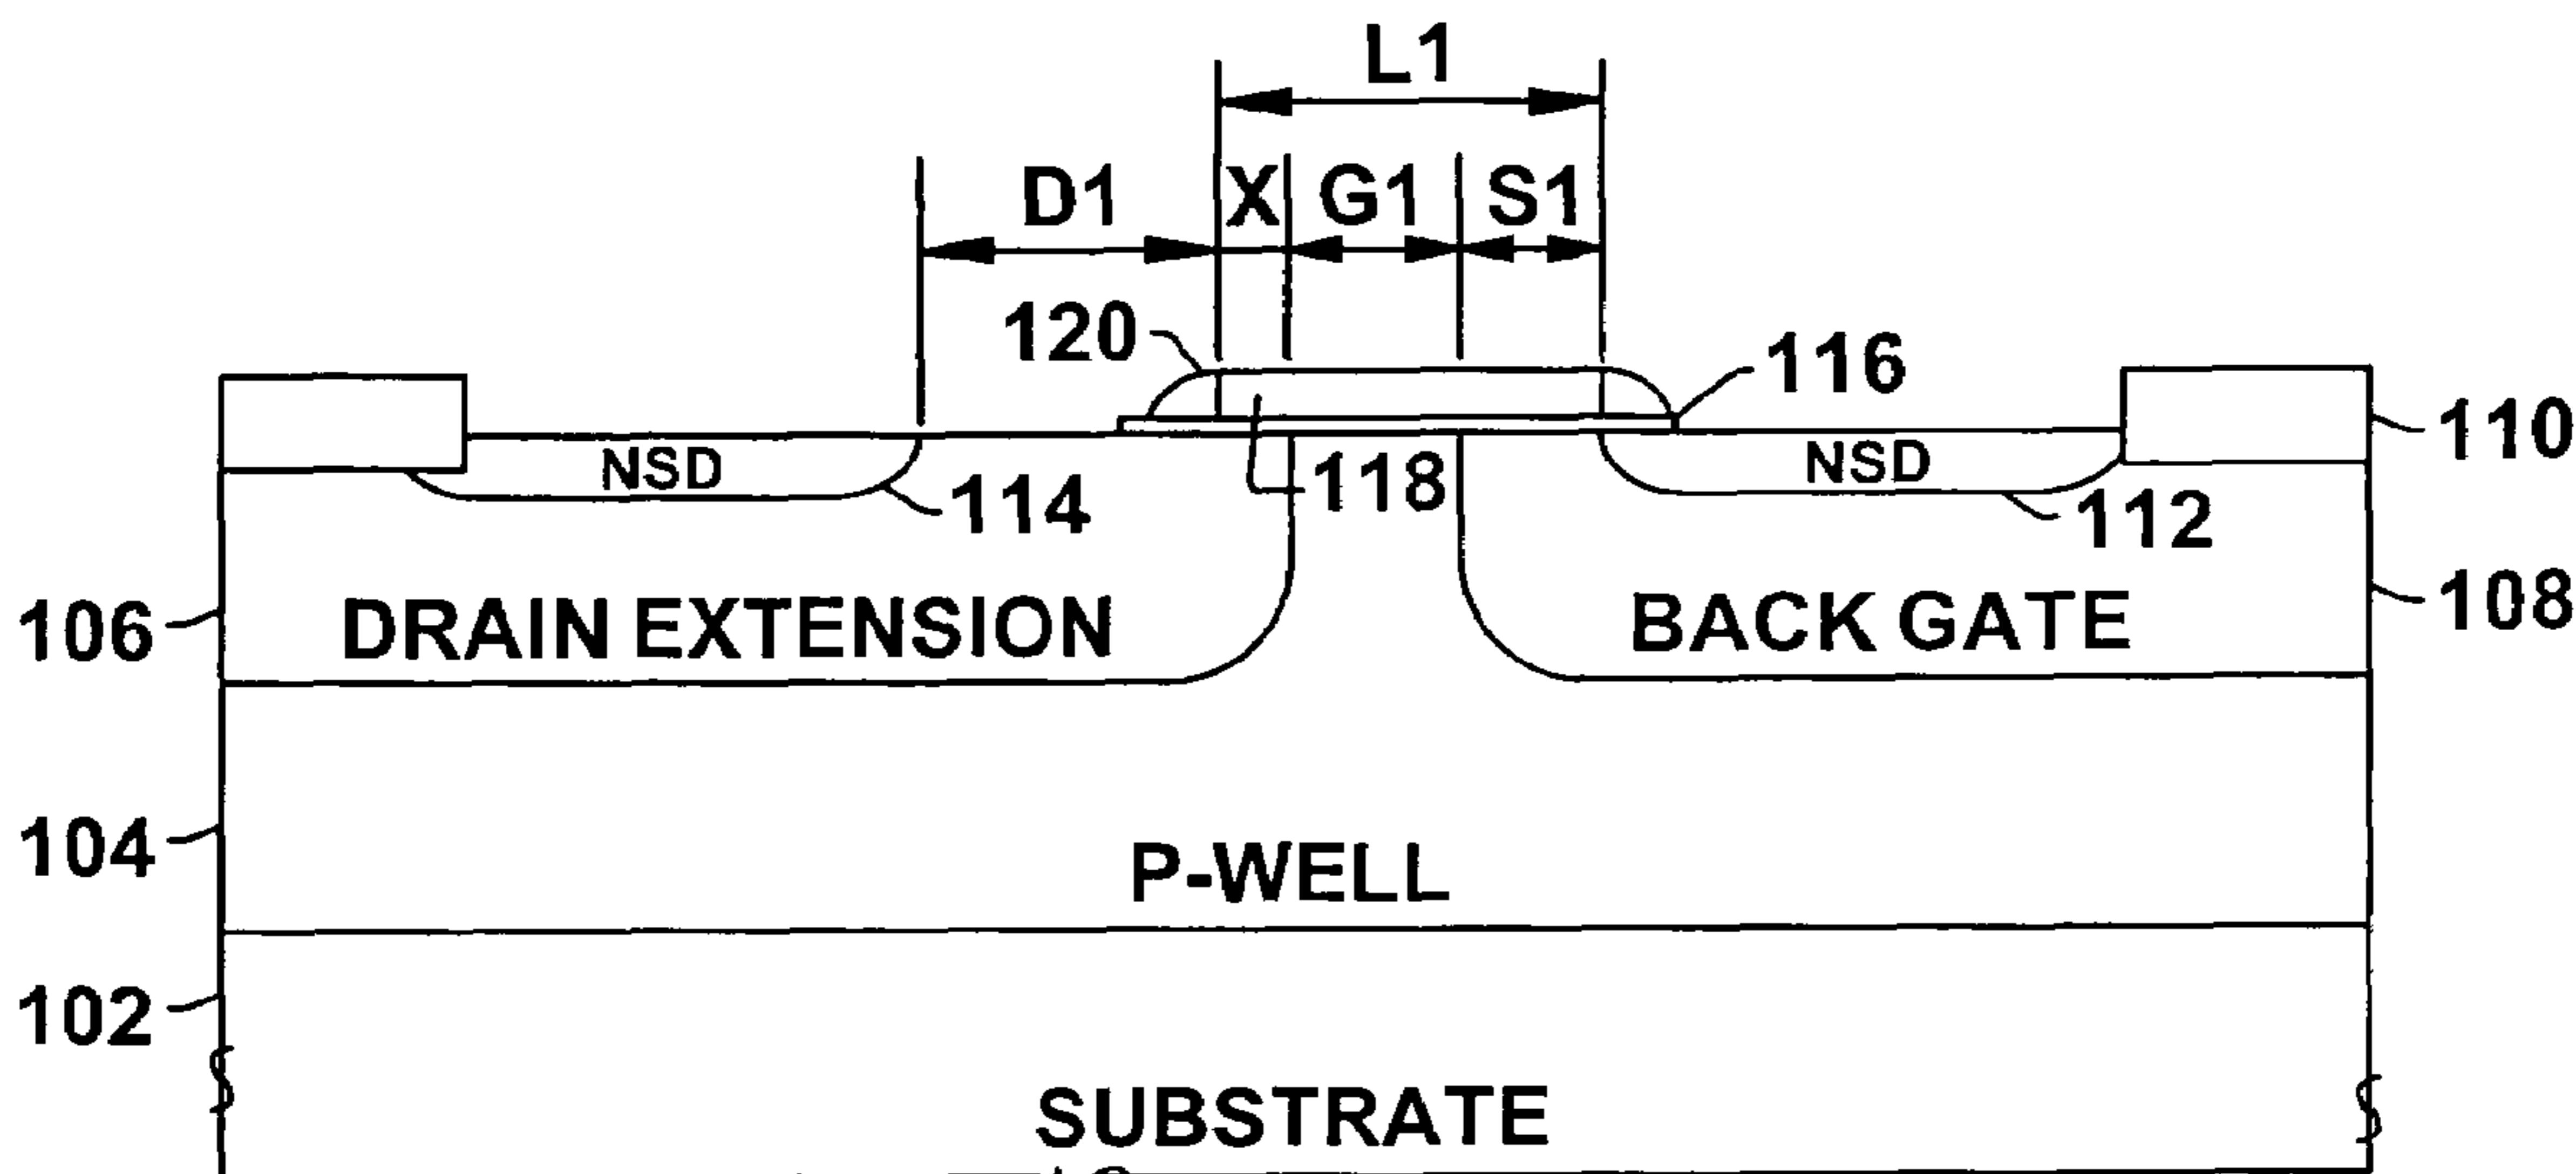 L1
D1 X G1 S1
120
116
110
NSD NSD
114 118 112
106 DRAIN EXTENSION BACK GATE 108
104
P-WELL
102
SUBSTRATE